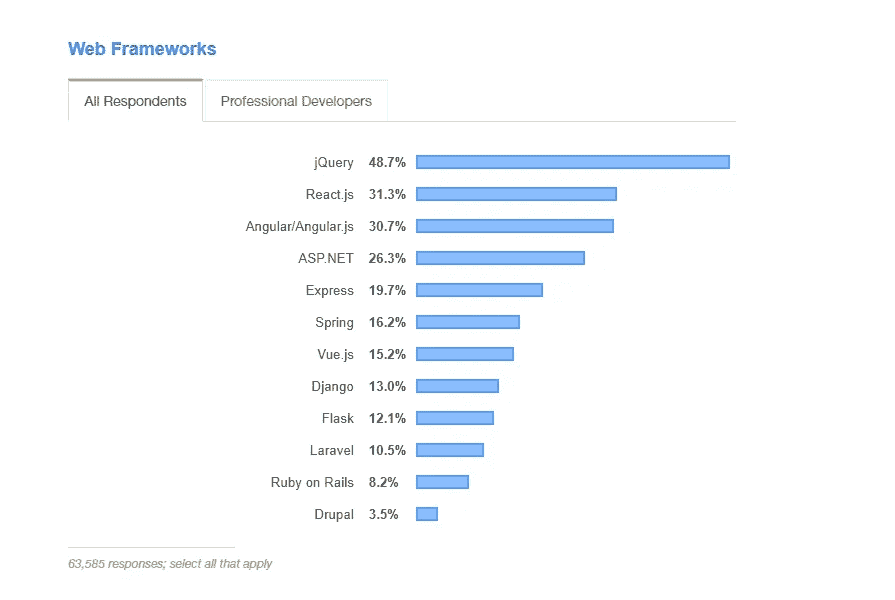 Web Frameworks
All Respondents Professional Developers
jQuery 48.7%
React.js 31.3%
Angular/Angular.js 30.7%
ASP.NET 26.3%
Express 19.7%
Spring 16.2%
Vue.js 15.2%
Django 13.0%
Flask 12.1%
Laravel 10.5%
Ruby on Rails 8.2%
Drupal 3.5%
63,585 responses; select all that apply